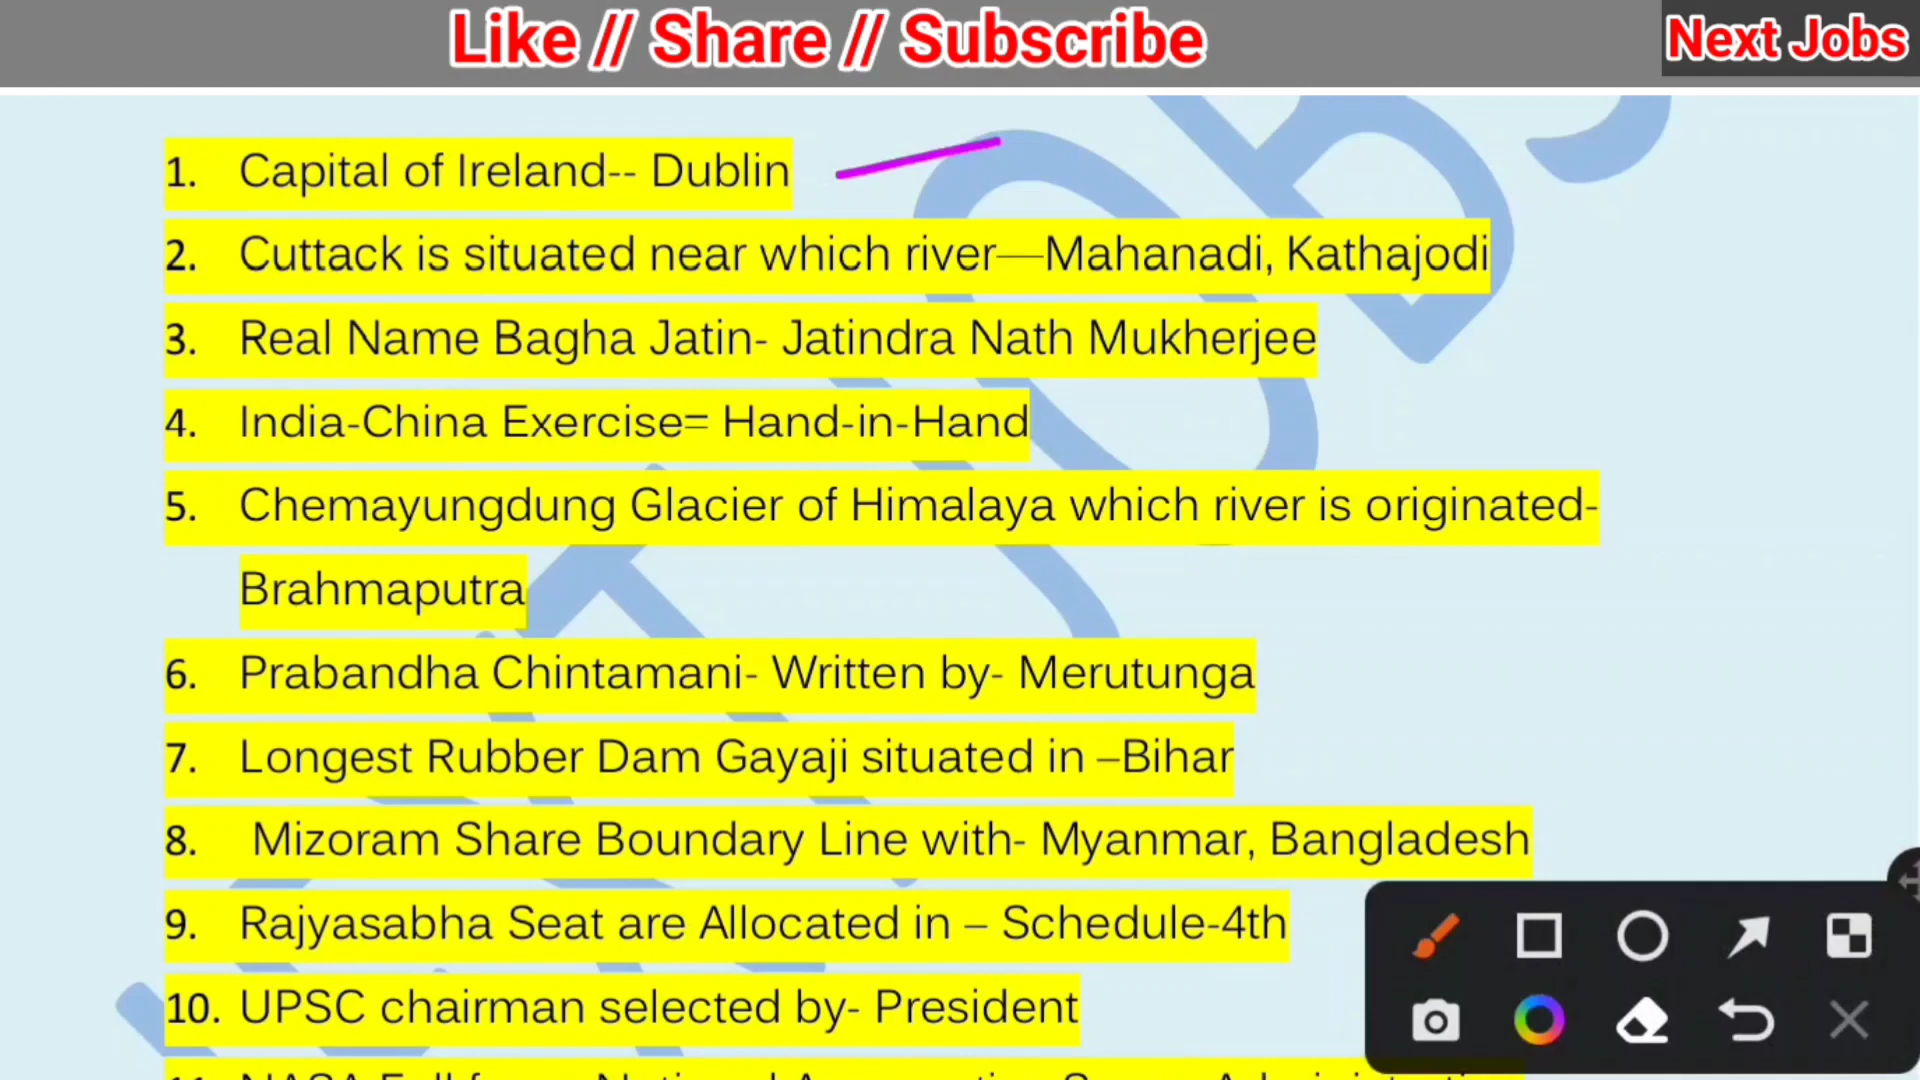 Like // Share // Subscribe
Next Jobs
1. Capital of Ireland-- Dublin
2. Cuttack is situated near which river—Mahanadi, Kathajodi
3. Real Name Bagha Jatin- Jatindra Nath Mukherjee
4. India-China Exercise= Hand-in-Hand
5. Chemayungdung Glacier of Himalaya which river is originated-
Brahmaputra
6. Prabandha Chintamani- Written by- Merutunga
7. Longest Rubber Dam Gayaji situated in –Bihar
8. Mizoram Share Boundary Line with- Myanmar, Bangladesh
9. Rajyasabha Seat are Allocated in – Schedule-4th
10. UPSC chairman selected by- President